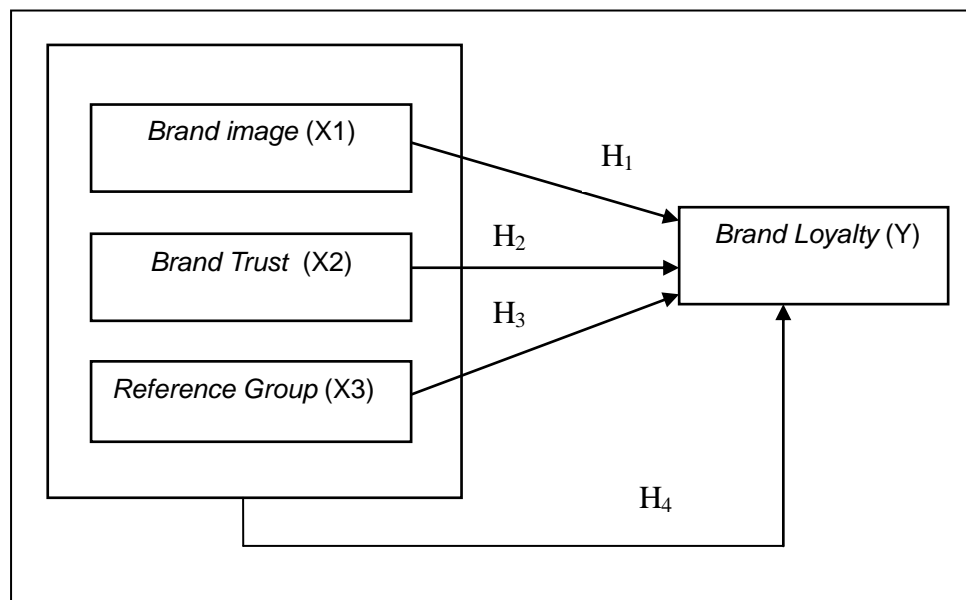 Brand image (X1)
H₁
Brand Loyalty (Y)
H₂
Brand Trust (X2)
H₃
Reference Group (X3)
H₄